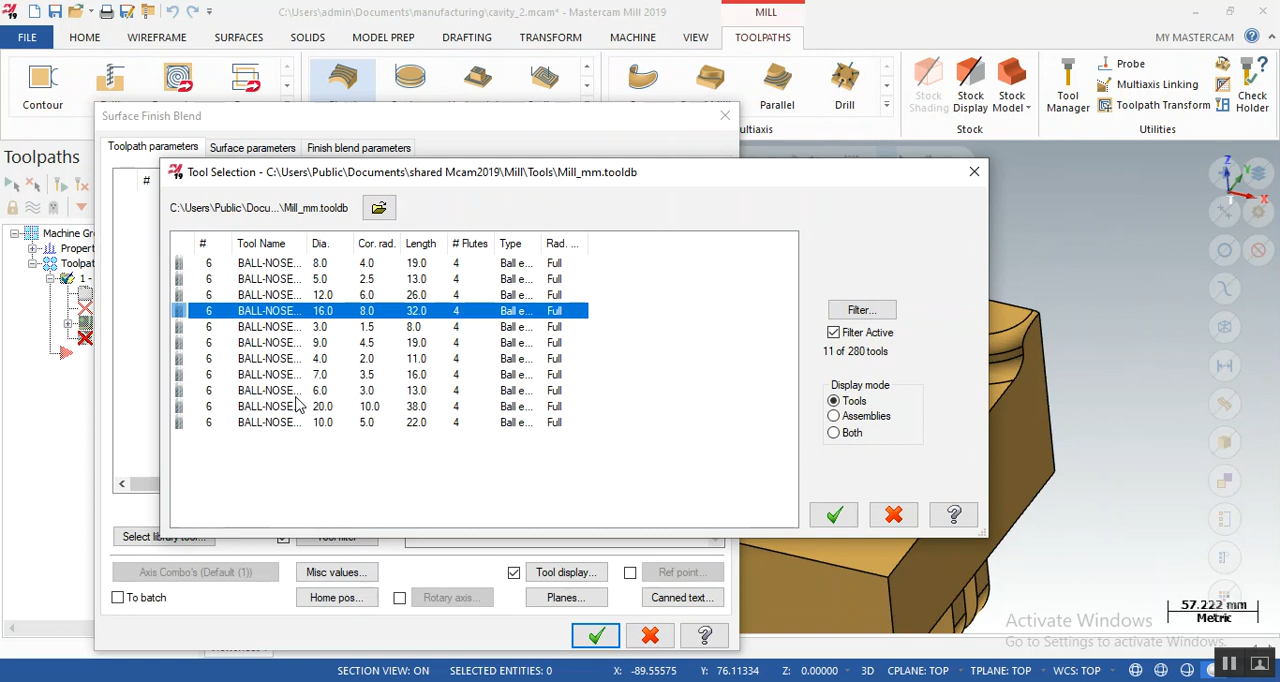 C:\Users\admin\Documents\manufacturing\cavity_2.mcam* - Mastercam Mill 2019
MILL
FILE HOME WIREFRAME SURFACES SOLIDS MODEL PREP DRAFTING TRANSFORM MACHINE VIEW TOOLPATHS MY MASTERCAM
Contour
Parallel
Drill
Stock Shading
Stock Display
Stock Model
Tool Manager
Probe
Multiaxis Linking
Toolpath Transform
Check Holder
Stock
Utilities
Surface Finish Blend
Toolpath parameters Surface parameters Finish blend parameters
Toolpaths
#
Tool Selection - C:\Users\Public\Documents\shared Mcam2019\Mill\Tools\Mill_mm.tooldb
C:\Users\Public\Docu...\Mill_mm.tooldb
# Tool Name Dia. Cor. rad. Length # Flutes Type Rad. ...
6 BALL-NOSE... 8.0 4.0 19.0 4 Ball e... Full
6 BALL-NOSE... 5.0 2.5 13.0 4 Ball e... Full
6 BALL-NOSE... 12.0 6.0 26.0 4 Ball e... Full
6 BALL-NOSE... 16.0 8.0 32.0 4 Ball e... Full
6 BALL-NOSE... 3.0 1.5 8.0 4 Ball e... Full
6 BALL-NOSE... 9.0 4.5 19.0 4 Ball e... Full
6 BALL-NOSE... 4.0 2.0 11.0 4 Ball e... Full
6 BALL-NOSE... 7.0 3.5 16.0 4 Ball e... Full
6 BALL-NOSE... 6.0 3.0 13.0 4 Ball e... Full
6 BALL-NOSE... 20.0 10.0 38.0 4 Ball e... Full
6 BALL-NOSE... 10.0 5.0 22.0 4 Ball e... Full
Filter...
Filter Active
11 of 280 tools
Display mode
Tools
Assemblies
Both
Machine Gr
Propert
Toolpat
1 -
Select library tool...
Tool filter
Axis Combo's (Default (1)) Misc values... Tool display... Ref point...
To batch Home pos... Rotary axis... Planes... Canned text...
57.222 mm
Metric
Activate Windows
Go to Settings to activate Windows.
SECTION VIEW: ON SELECTED ENTITIES: 0 X: -89.55575 Y: 76.11334 Z: 0.00000 3D CPLANE: TOP TPLANE: TOP WCS: TOP